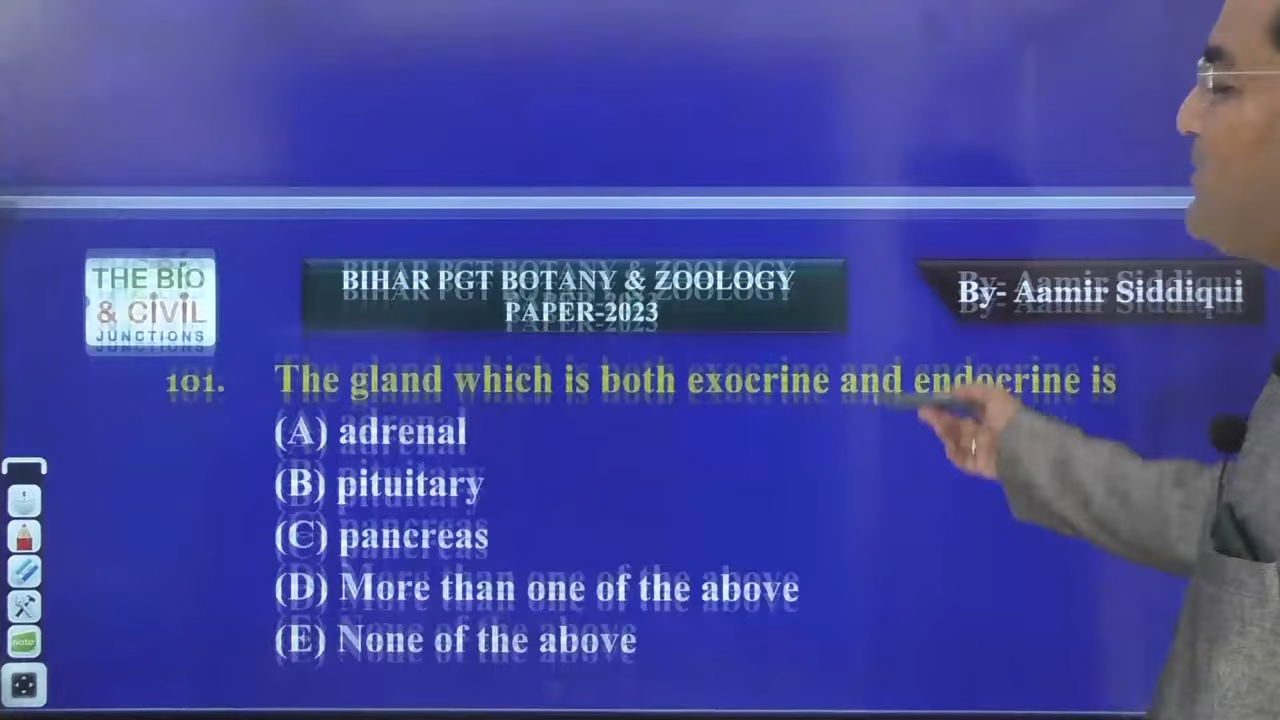 THE BIO
& CIVIL
JUNCTIONS
BIHAR PGT BOTANY & ZOOLOGY
PAPER-2023
By- Aamir Siddiqui
101. The gland which is both exocrine and endocrine is
(A) adrenal
(B) pituitary
(C) pancreas
(D) More than one of the above
(E) None of the above
Note